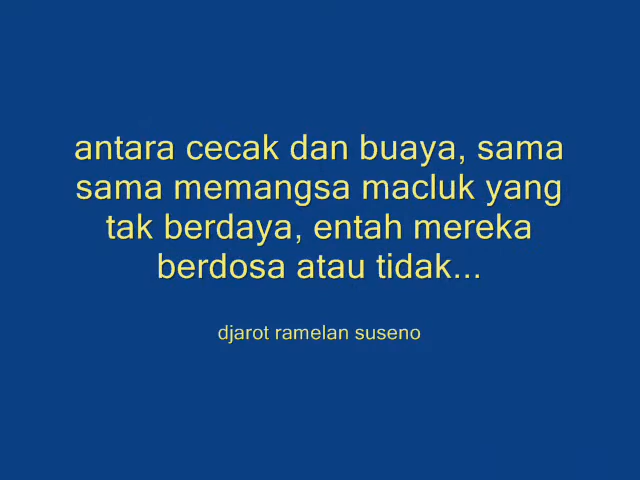 antara cecak dan buaya, sama
sama memangsa macluk yang
tak berdaya, entah mereka
berdosa atau tidak...
djarot ramelan suseno